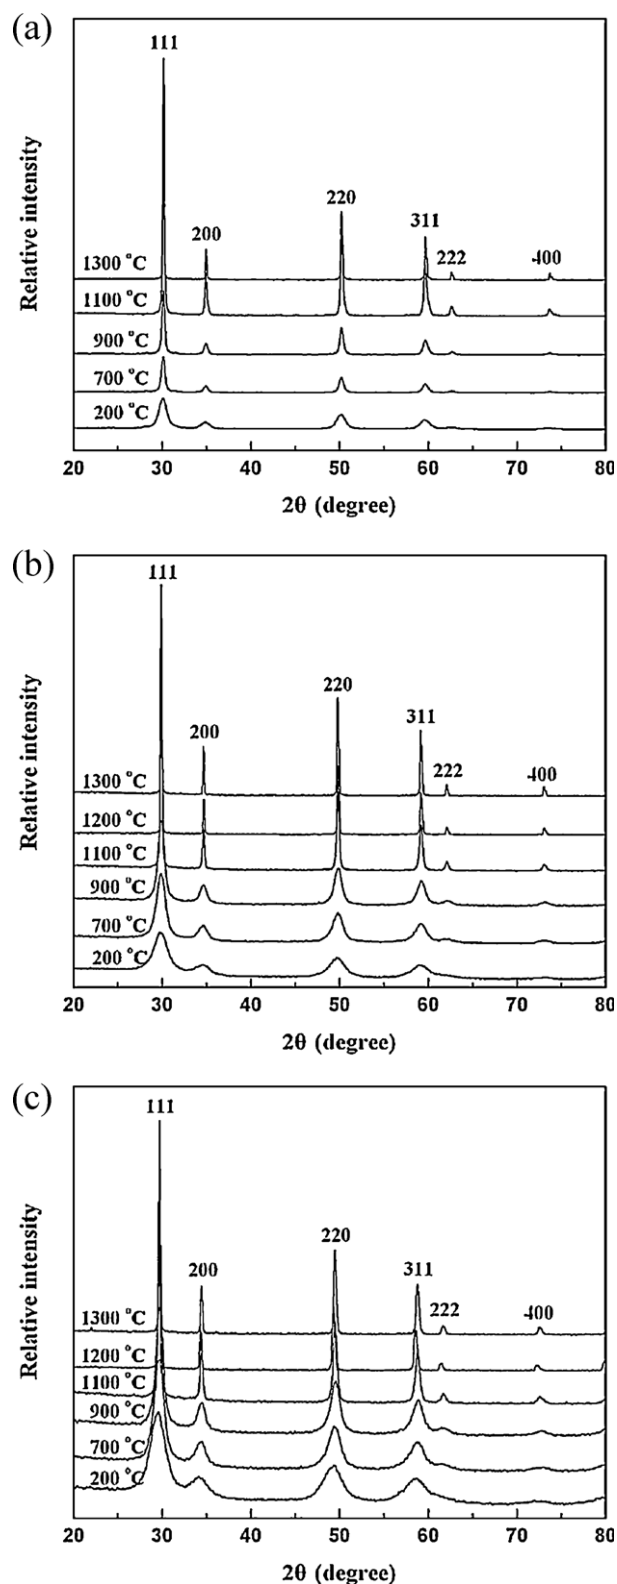 (a)
111
200
220
311
222
400
1300 °C
1100 °C
900 °C
700 °C
200 °C
Relative intensity
20 30 40 50 60 70 80
2θ (degree)
(b)
111
200
220
311
222
400
1300 °C
1200 °C
1100 °C
900 °C
700 °C
200 °C
Relative intensity
20 30 40 50 60 70 80
2θ (degree)
(c)
111
200
220
311
222
400
1300 °C
1200 °C
1100 °C
900 °C
700 °C
200 °C
Relative intensity
20 30 40 50 60 70 80
2θ (degree)